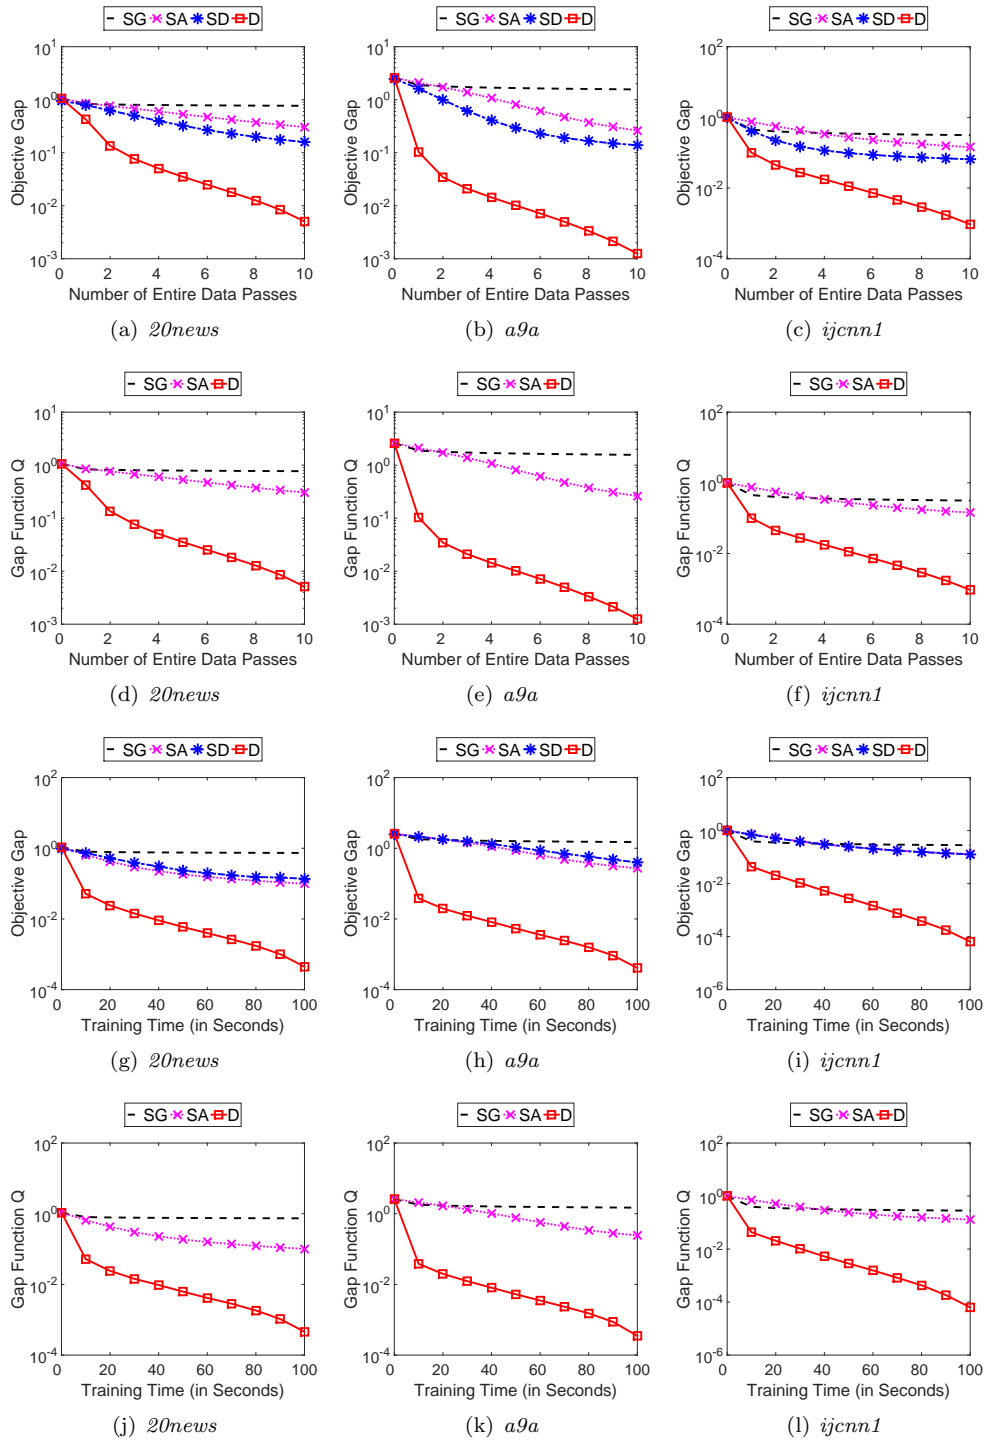 SG SA SD D
SG SA SD D
SG SA SD D
10^1
10^0
10^-1
10^-2
10^-3
Objective Gap
0 2 4 6 8 10
Number of Entire Data Passes
10^1
10^0
10^-1
10^-2
10^-3
Objective Gap
0 2 4 6 8 10
Number of Entire Data Passes
10^2
10^0
10^-2
10^-4
Objective Gap
0 2 4 6 8 10
Number of Entire Data Passes
(a) 20news
(b) a9a
(c) ijcnn1
SG SA D
SG SA D
SG SA D
10^1
10^0
10^-1
10^-2
10^-3
Gap Function Q
0 2 4 6 8 10
Number of Entire Data Passes
10^1
10^0
10^-1
10^-2
10^-3
Gap Function Q
0 2 4 6 8 10
Number of Entire Data Passes
10^2
10^0
10^-2
10^-4
Gap Function Q
0 2 4 6 8 10
Number of Entire Data Passes
(d) 20news
(e) a9a
(f) ijcnn1
SG SA SD D
SG SA SD D
SG SA SD D
10^2
10^0
10^-2
10^-4
Objective Gap
0 20 40 60 80 100
Training Time (in Seconds)
10^2
10^0
10^-2
10^-4
Objective Gap
0 20 40 60 80 100
Training Time (in Seconds)
10^2
10^0
10^-2
10^-4
10^-6
Objective Gap
0 20 40 60 80 100
Training Time (in Seconds)
(g) 20news
(h) a9a
(i) ijcnn1
SG SA D
SG SA D
SG SA D
10^2
10^0
10^-2
10^-4
Gap Function Q
0 20 40 60 80 100
Training Time (in Seconds)
10^2
10^0
10^-2
10^-4
Gap Function Q
0 20 40 60 80 100
Training Time (in Seconds)
10^2
10^0
10^-2
10^-4
10^-6
Gap Function Q
0 20 40 60 80 100
Training Time (in Seconds)
(j) 20news
(k) a9a
(l) ijcnn1